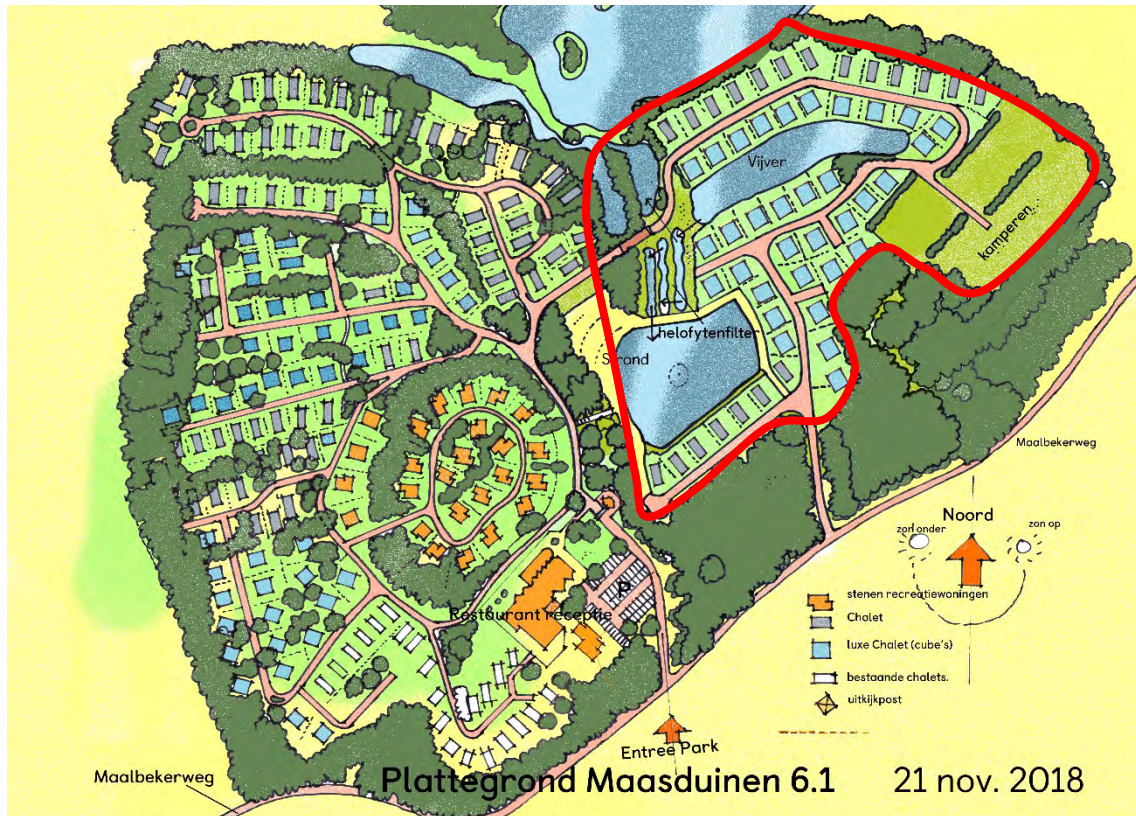 Vijver
kamperen
helofytenfilter
Strand
Maalbekerweg
Noord
zon onder
zon op
P
Restaurant receptie
stenen recreatiewoningen
Chalet
luxe Chalet (cube's)
bestaande chalets.
uitkijkpost
Entree Park
Maalbekerweg
Plattegrond Maasduinen 6.1 21 nov. 2018